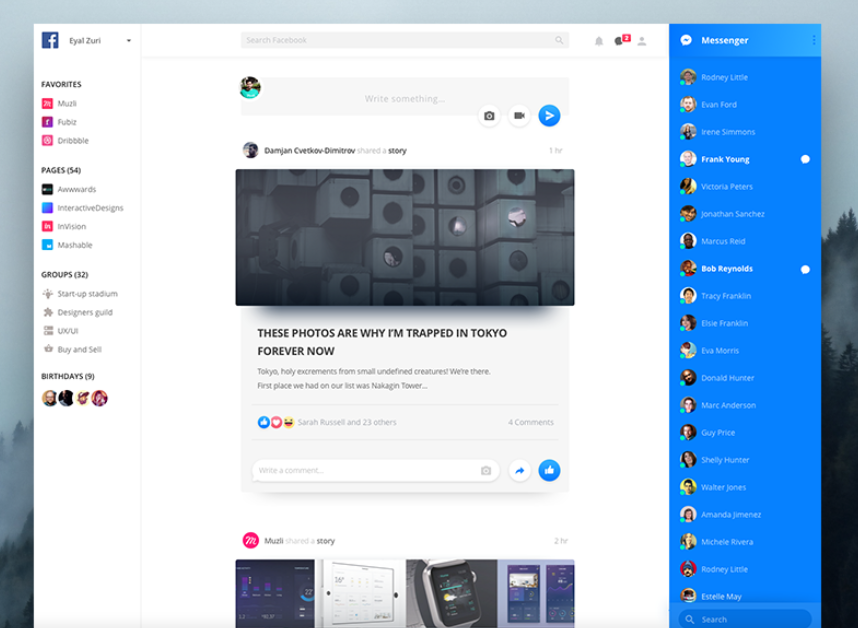 Eyal Zuri
Search Facebook
2
Messenger
FAVORITES
Muzli
Fubiz
Dribbble
PAGES (54)
Awwwards
InteractiveDesigns
InVision
Mashable
GROUPS (32)
Start-up stadium
Designers guild
UX/UI
Buy and Sell
BIRTHDAYS (9)
Write something...
Damjan Cvetkov-Dimitrov shared a story
1 hr
THESE PHOTOS ARE WHY I'M TRAPPED IN TOKYO
FOREVER NOW
Tokyo, holy excrements from small undefined creatures! We're there.
First place we had on our list was Nakagin Tower...
Sarah Russell and 23 others
4 Comments
Write a comment...
Muzli shared a story
2 hr
Rodney Little
Evan Ford
Irene Simmons
Frank Young
Victoria Peters
Jonathan Sanchez
Marcus Reid
Bob Reynolds
Tracy Franklin
Elsie Franklin
Eva Morris
Donald Hunter
Marc Anderson
Guy Price
Shelly Hunter
Walter Jones
Amanda Jimenez
Michele Rivera
Rodney Little
Estelle May
Search